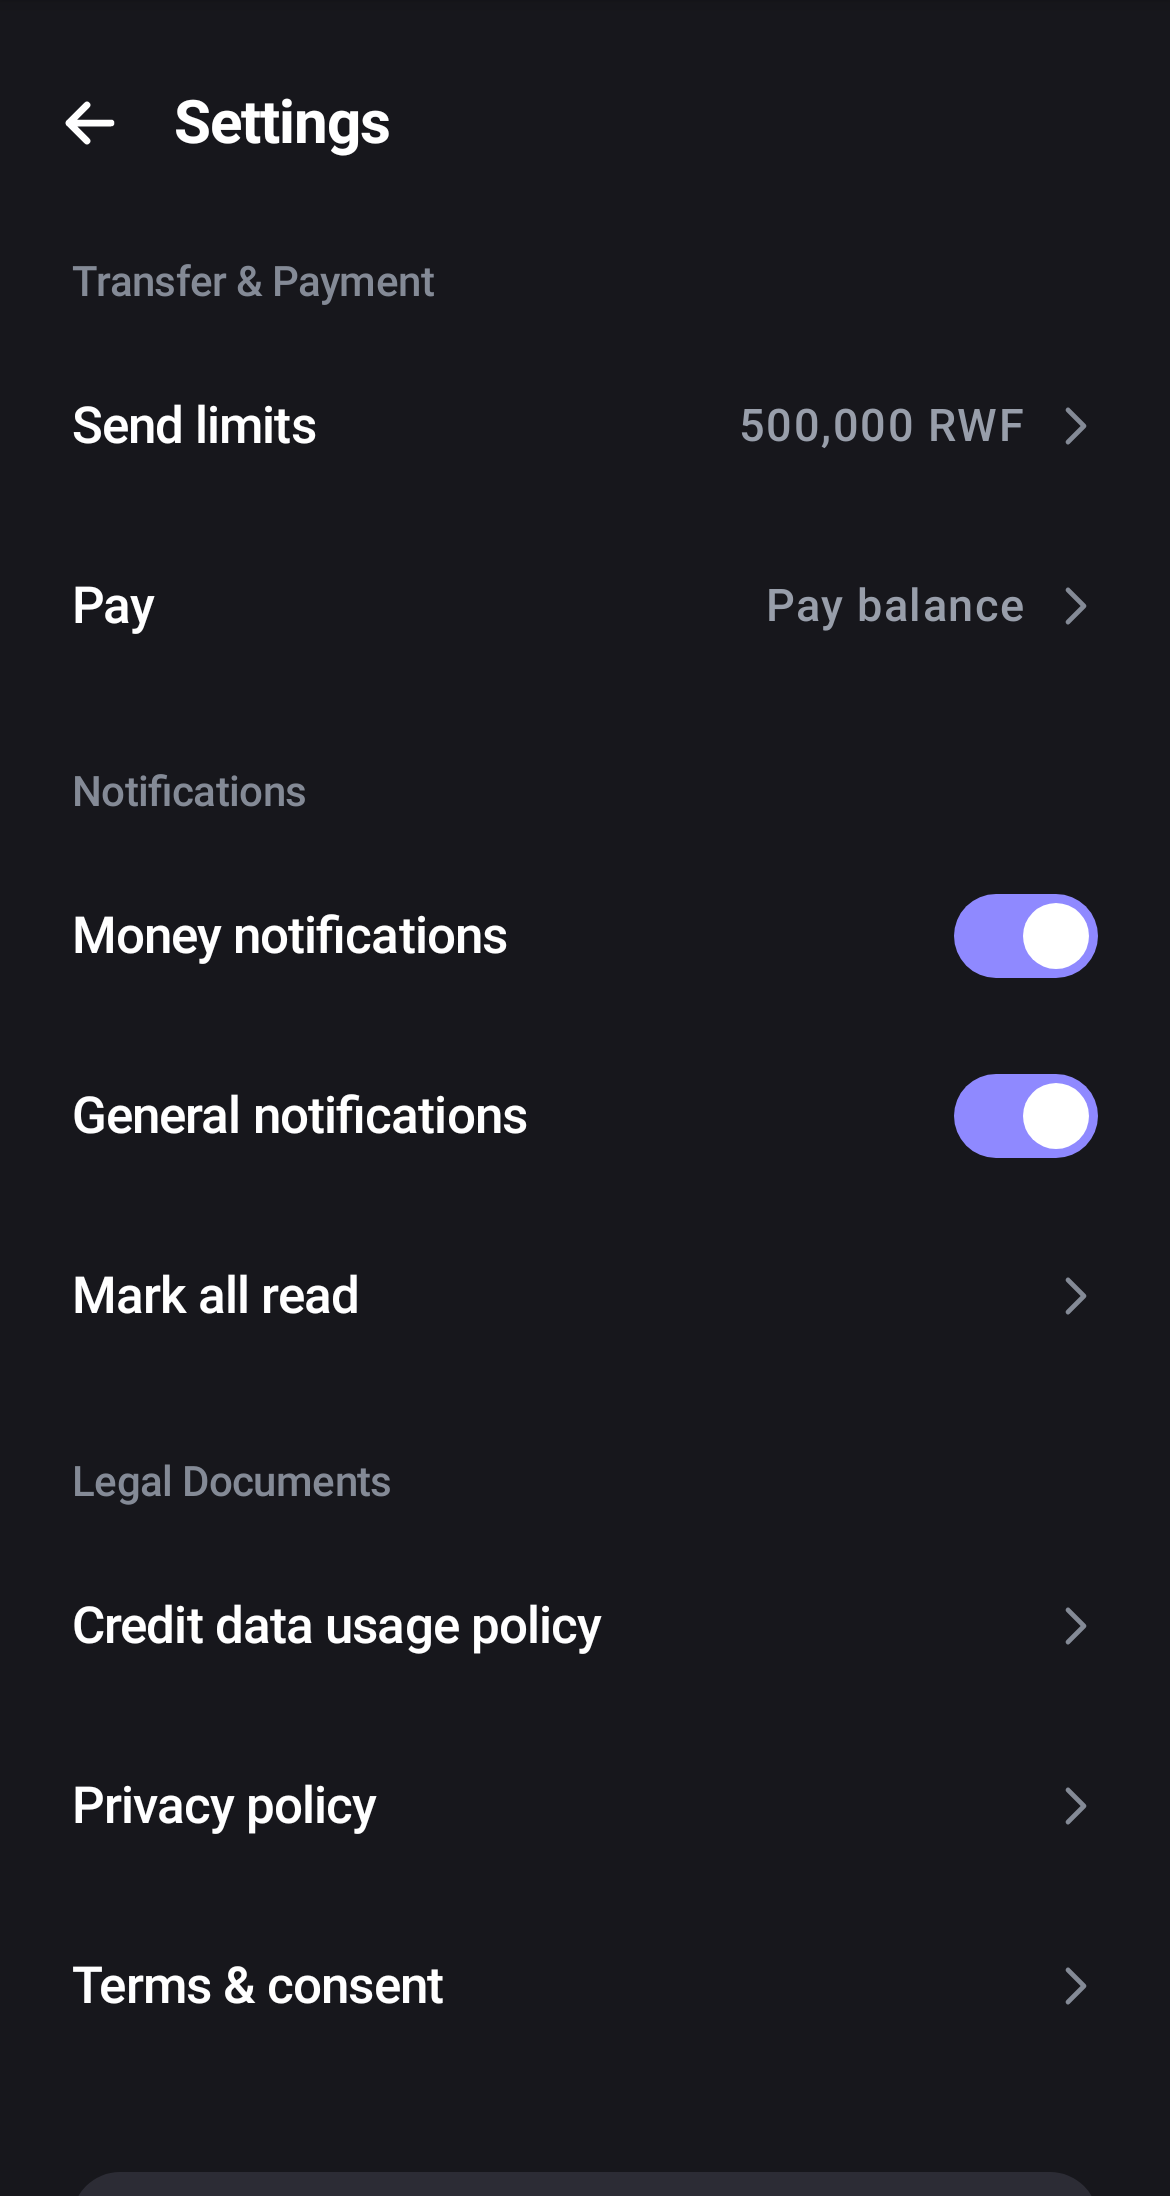 Settings
Transfer & Payment
Send limits 500,000 RWF
Pay Pay balance
Notifications
Money notifications
General notifications
Mark all read
Legal Documents
Credit data usage policy
Privacy policy
Terms & consent